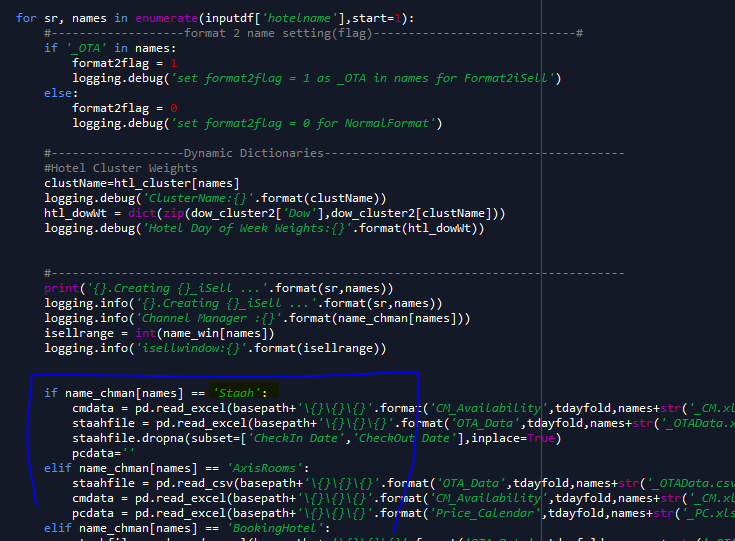 for sr, names in enumerate(inputdf['hotelname'],start=1):
#------------------format 2 name setting(flag)---------------------------#
if '_OTA' in names:
format2flag = 1
logging.debug('set format2flag = 1 as _OTA in names for Format2iSell')
else:
format2flag = 0
logging.debug('set format2flag = 0 for NormalFormat')
#------------------Dynamic Dictionaries----------------------------------------
#Hotel Cluster Weights
clustName=htl_cluster[names]
logging.debug('ClusterName:{}'.format(clustName))
htl_dowWt = dict(zip(dow_cluster2['Dow'],dow_cluster2[clustName]))
logging.debug('Hotel Day of Week Weights:{}'.format(htl_dowWt))
#-----------------------------------------------------------------------------
print('{}.Creating {}_iSell ...'.format(sr,names))
logging.info('{}.Creating {}_iSell ...'.format(sr,names))
logging.info('Channel Manager :{}'.format(name_chman[names]))
isellrange = int(name_win[names])
logging.info('isellwindow:{}'.format(isellrange))
if name_chman[names] == 'Staah':
cmdata = pd.read_excel(basepath+'\{}\{}\{}'.format('CM_Availability',tdayfold,names+str('_CM.xl
staahfile = pd.read_excel(basepath+'\{}\{}\{}'.format('OTA_Data',tdayfold,names+str('_OTAData.x
staahfile.dropna(subset=['CheckIn Date','CheckOut Date'],inplace=True)
pcdata=''
elif name_chman[names] == 'AxisRooms':
staahfile = pd.read_csv(basepath+'\{}\{}\{}'.format('OTA_Data',tdayfold,names+str('_OTAData.csv
cmdata = pd.read_excel(basepath+'\{}\{}\{}'.format('CM_Availability',tdayfold,names+str('_CM.xl
pcdata = pd.read_excel(basepath+'\{}\{}\{}'.format('Price_Calendar',tdayfold,names+str('_PC.xls
elif name_chman[names] == 'BookingHotel':